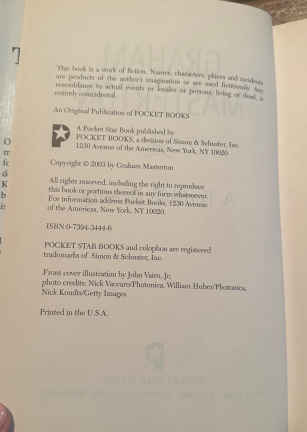 This book is a work of fiction. Names, characters, places and incidents
are products of the author's imagination or are used fictitiously. Any
resemblance to actual events or locales or persons, living or dead, is
entirely coincidental.
An Original Publication of POCKET BOOKS
A Pocket Star Book published by
POCKET BOOKS, a division of Simon & Schuster, Inc.
1230 Avenue of the Americas, New York, NY 10020
Copyright © 2003 by Graham Masterton
All rights reserved, including the right to reproduce
this book or portions thereof in any form whatsoever.
For information address Pocket Books, 1230 Avenue
of the Americas, New York, NY 10020
ISBN: 0-7394-3444-6
POCKET STAR BOOKS and colophon are registered
trademarks of Simon & Schuster, Inc.
Front cover illustration by John Vairo, Jr;
photo credits: Nick Vaccaro/Photonica, William Huber/Photonica,
Nick Koudis/Getty Images
Printed in the U.S.A.